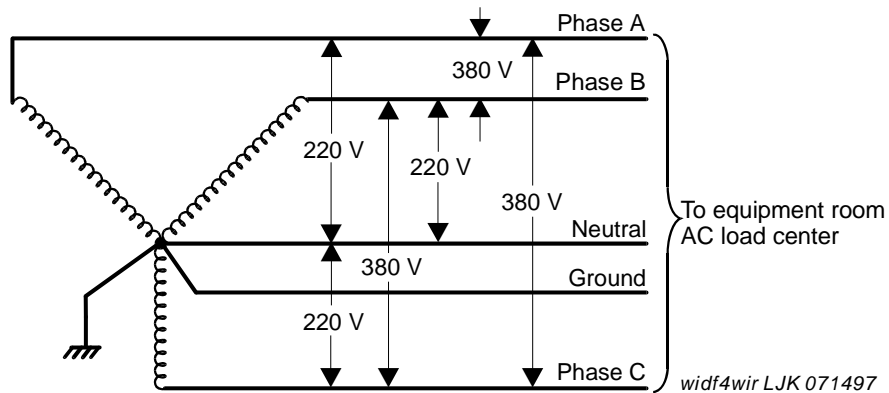 Phase A
380 V
Phase B
220 V
220 V
380 V
To equipment room
AC load center
Neutral
380 V
Ground
220 V
Phase C
widf4wir LJK 071497